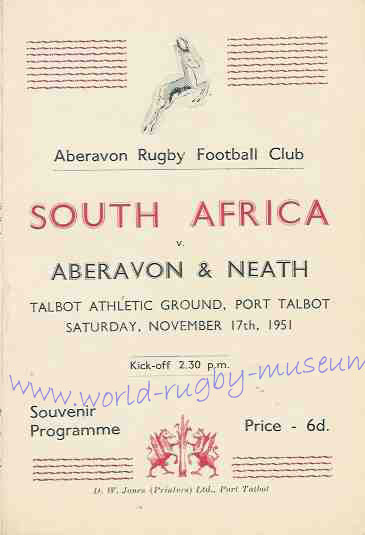 Aberavon Rugby Football Club
SOUTH AFRICA
v.
ABERAVON & NEATH
TALBOT ATHLETIC GROUND, PORT TALBOT
SATURDAY, NOVEMBER 17th, 1951
Kick-off 2.30 p.m.
www.world-rugby-museum
Souvenir
Programme
Price - 6d.
D. W. Jones (Printers) Ltd., Port Talbot